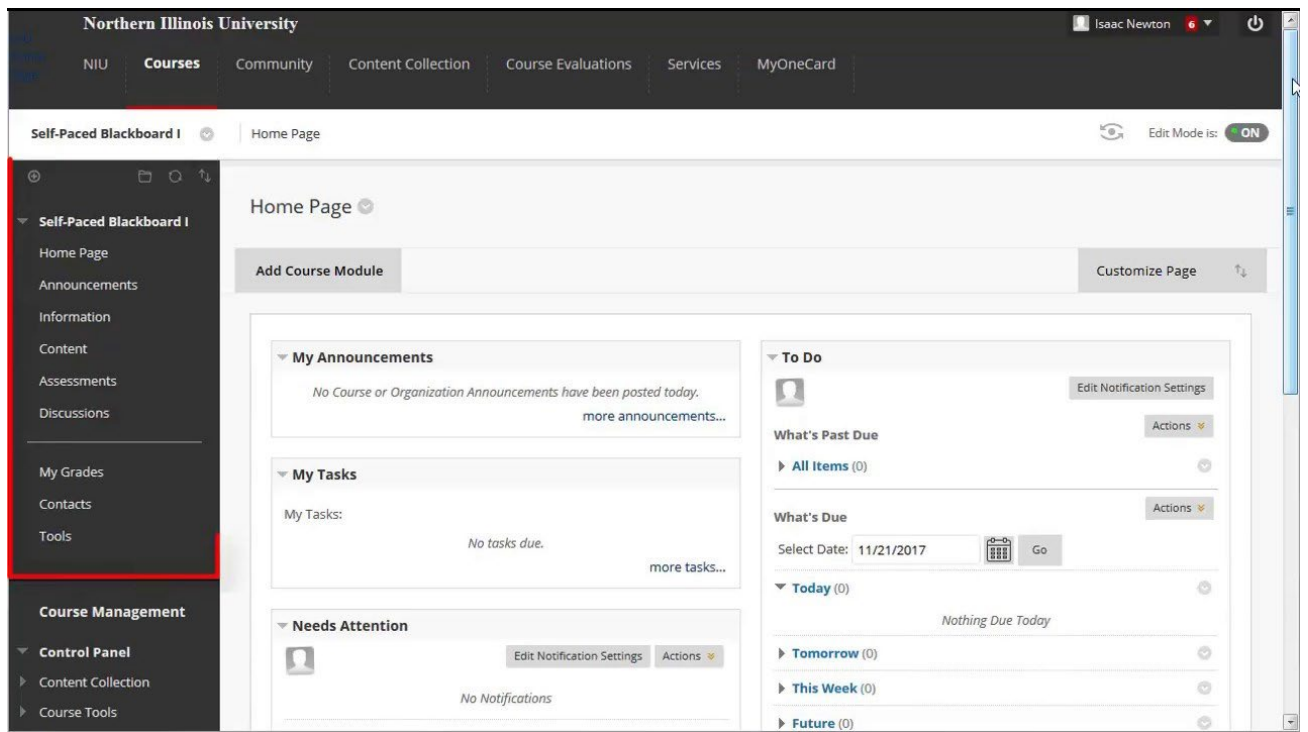 Northern Illinois University
Isaac Newton 6
NIU Courses Community Content Collection Course Evaluations Services MyOneCard
Self-Paced Blackboard I Home Page Edit Mode is: ON
Self-Paced Blackboard I
Home Page
Announcements
Information
Content
Assessments
Discussions
My Grades
Contacts
Tools
Course Management
Control Panel
Content Collection
Course Tools
Home Page
Add Course Module Customize Page
My Announcements
No Course or Organization Announcements have been posted today.
more announcements...
My Tasks
My Tasks:
No tasks due.
more tasks...
Needs Attention
Edit Notification Settings Actions
No Notifications
To Do
Edit Notification Settings
Actions
What's Past Due
All Items (0)
Actions
What's Due
Select Date: 11/21/2017 Go
Today (0)
Nothing Due Today
Tomorrow (0)
This Week (0)
Future (0)